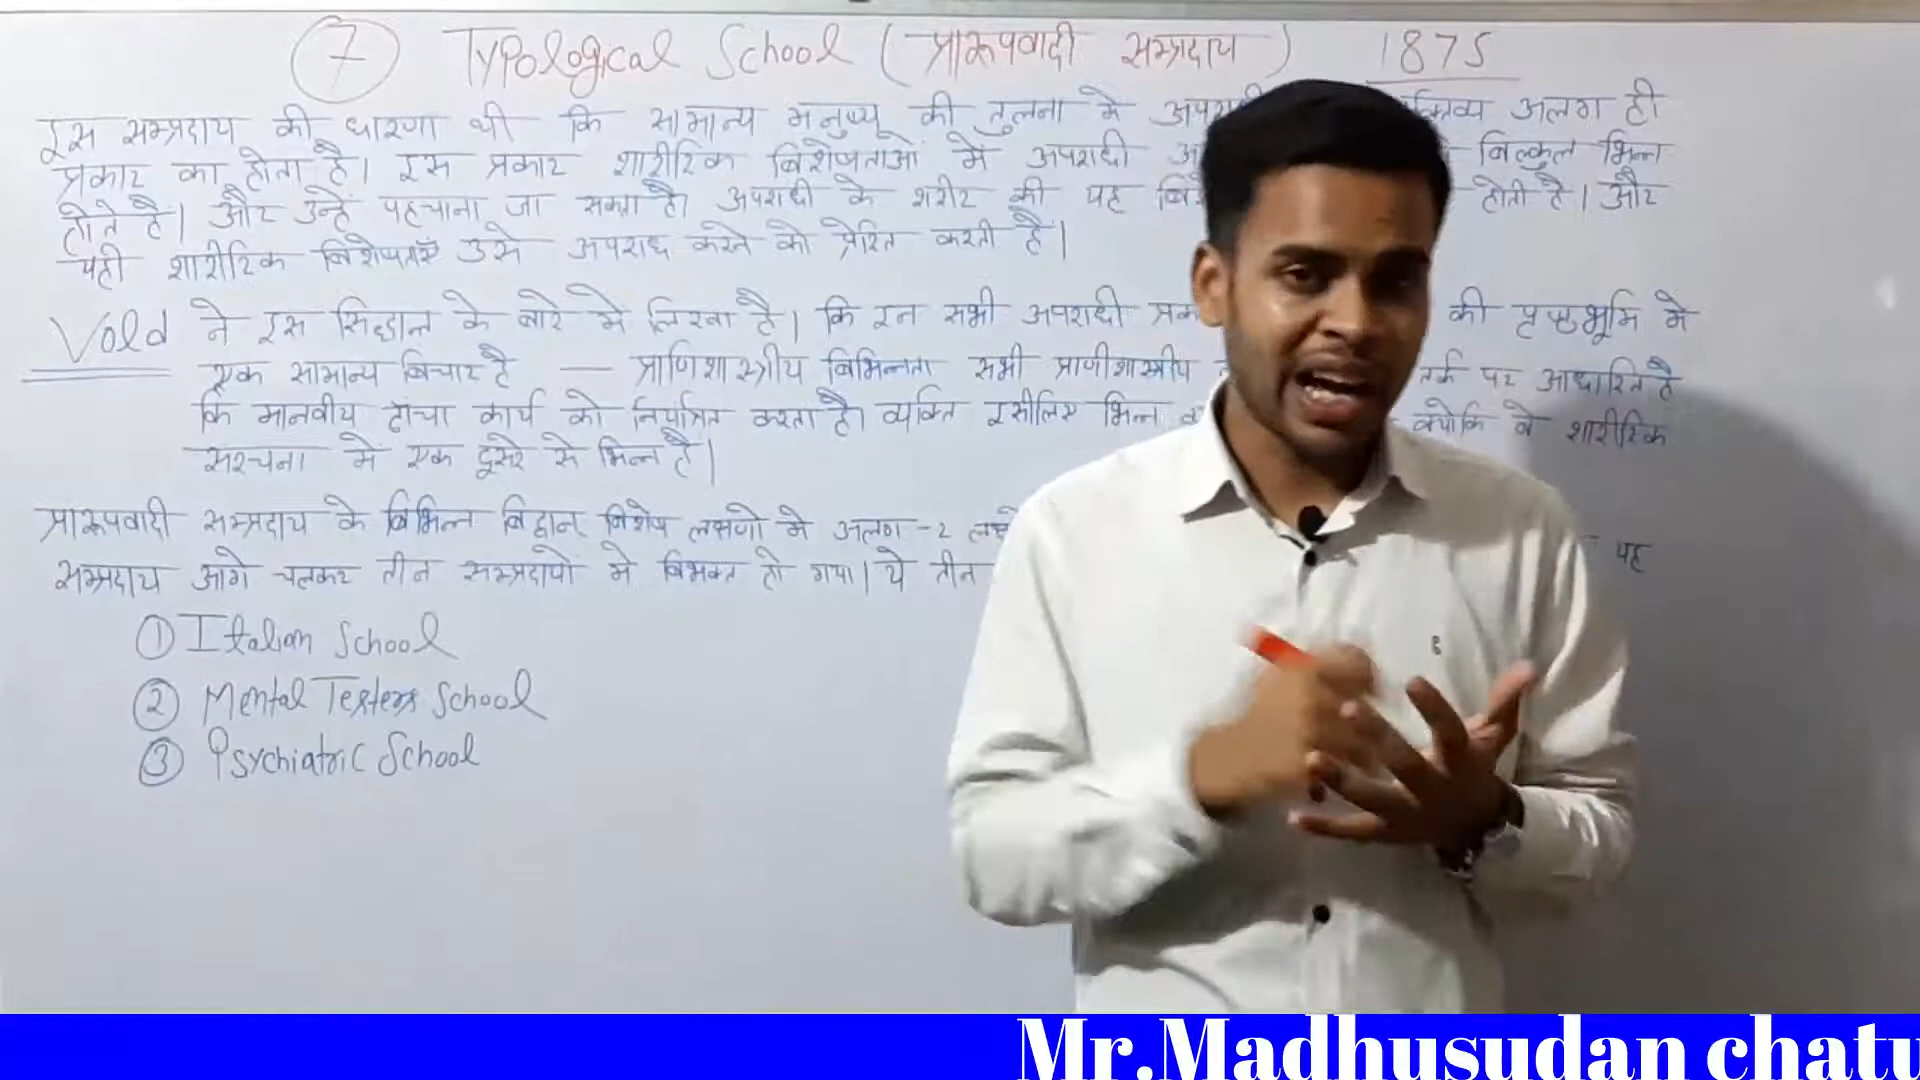 7 Typological School (प्रारूपवादी सम्प्रदाय) 1875
इस सम्प्रदाय की धारणा थी कि सामान्य मनुष्य की तुलना मे अलग ही
प्रकार का होता है। इस प्रकार शारीरिक विशेषताओं में अपराधी बिल्कुल भिन्न
होते है। और उन्हें पहचाना जा सकता है। अपराधी के शरीर की यह होती है। और
यही शारीरिक विशेषताएँ उसे अपराध करने को प्रेरित करती है।
Vold ने इस सिद्धान्त के बारे मे लिखा है। कि इन सभी अपराधी की पृष्ठभूमि मे
एक सामान्य विचार है — प्राणिशास्त्रीय विभिन्नता सभी प्राणीशास्त्रीय तर्क पर आधारित है
कि मानवीय ढांचा कार्य को नियंत्रित करता है। व्यक्ति इसीलिए भिन्न क्योकि वे शारीरिक
संरचना मे एक दूसरे से भिन्न है।
प्रारूपवादी सम्प्रदाय के विभिन्न विद्वान विशेष लक्षणो मे अलग-2
सम्प्रदाय आगे चलकर तीन सम्प्रदायों मे विभक्त हो गया। ये तीन यह
① Italian School
② Mental Testers School
③ Psychiatric School
Mr.Madhusudan chatu